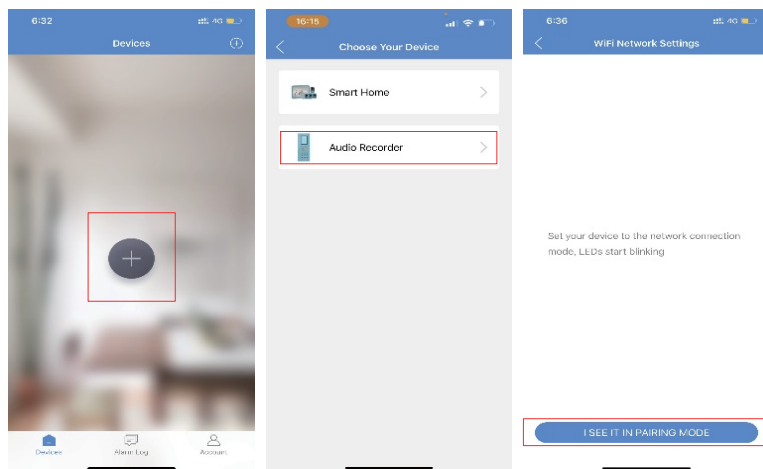 6:32
4G
Devices
Devices
Alarm Log
Account
16:15
Choose Your Device
Smart Home
Audio Recorder
6:36
4G
WiFi Network Settings
Set your device to the network connection
mode, LEDs start blinking
I SEE IT IN PAIRING MODE